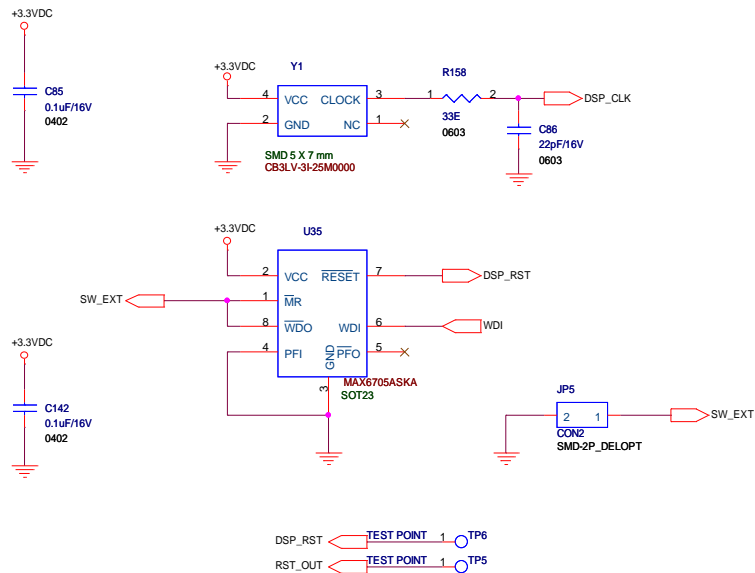 +3.3VDC
C85
0.1uF/16V
0402
+3.3VDC
Y1
4 VCC CLOCK 3
2 GND NC 1
SMD 5 X 7 mm
CB3LV-3I-25M0000
R158
1 2
33E
0603
DSP_CLK
C86
22pF/16V
0603
+3.3VDC
U35
2 VCC RESET 7
DSP_RST
SW_EXT
1 MR
8 WDO WDI 6
WDI
4 PFI GND PFO 5
3
MAX6705ASKA
SOT23
+3.3VDC
C142
0.1uF/16V
0402
JP5
2 1
SW_EXT
CON2
SMD-2P_DELOPT
DSP_RST TEST POINT 1 TP6
RST_OUT TEST POINT 1 TP5